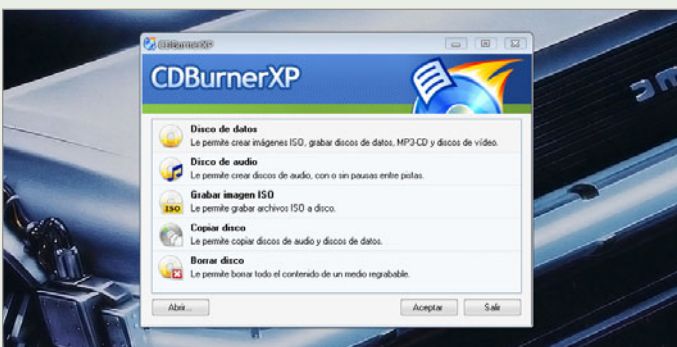 CDBurnerXP
CDBurnerXP
Disco de datos
Le permite crear imágenes ISO, grabar discos de datos, MP3-CD y discos de vídeo.
Disco de audio
Le permite crear discos de audio, con o sin pausas entre pistas.
Grabar imagen ISO
ISO
Le permite grabar archivos ISO a disco.
Copiar disco
Le permite copiar discos de audio y discos de datos.
Borrar disco
Le permite borrar todo el contenido de un medio regrabable.
Abrir... Aceptar Salir